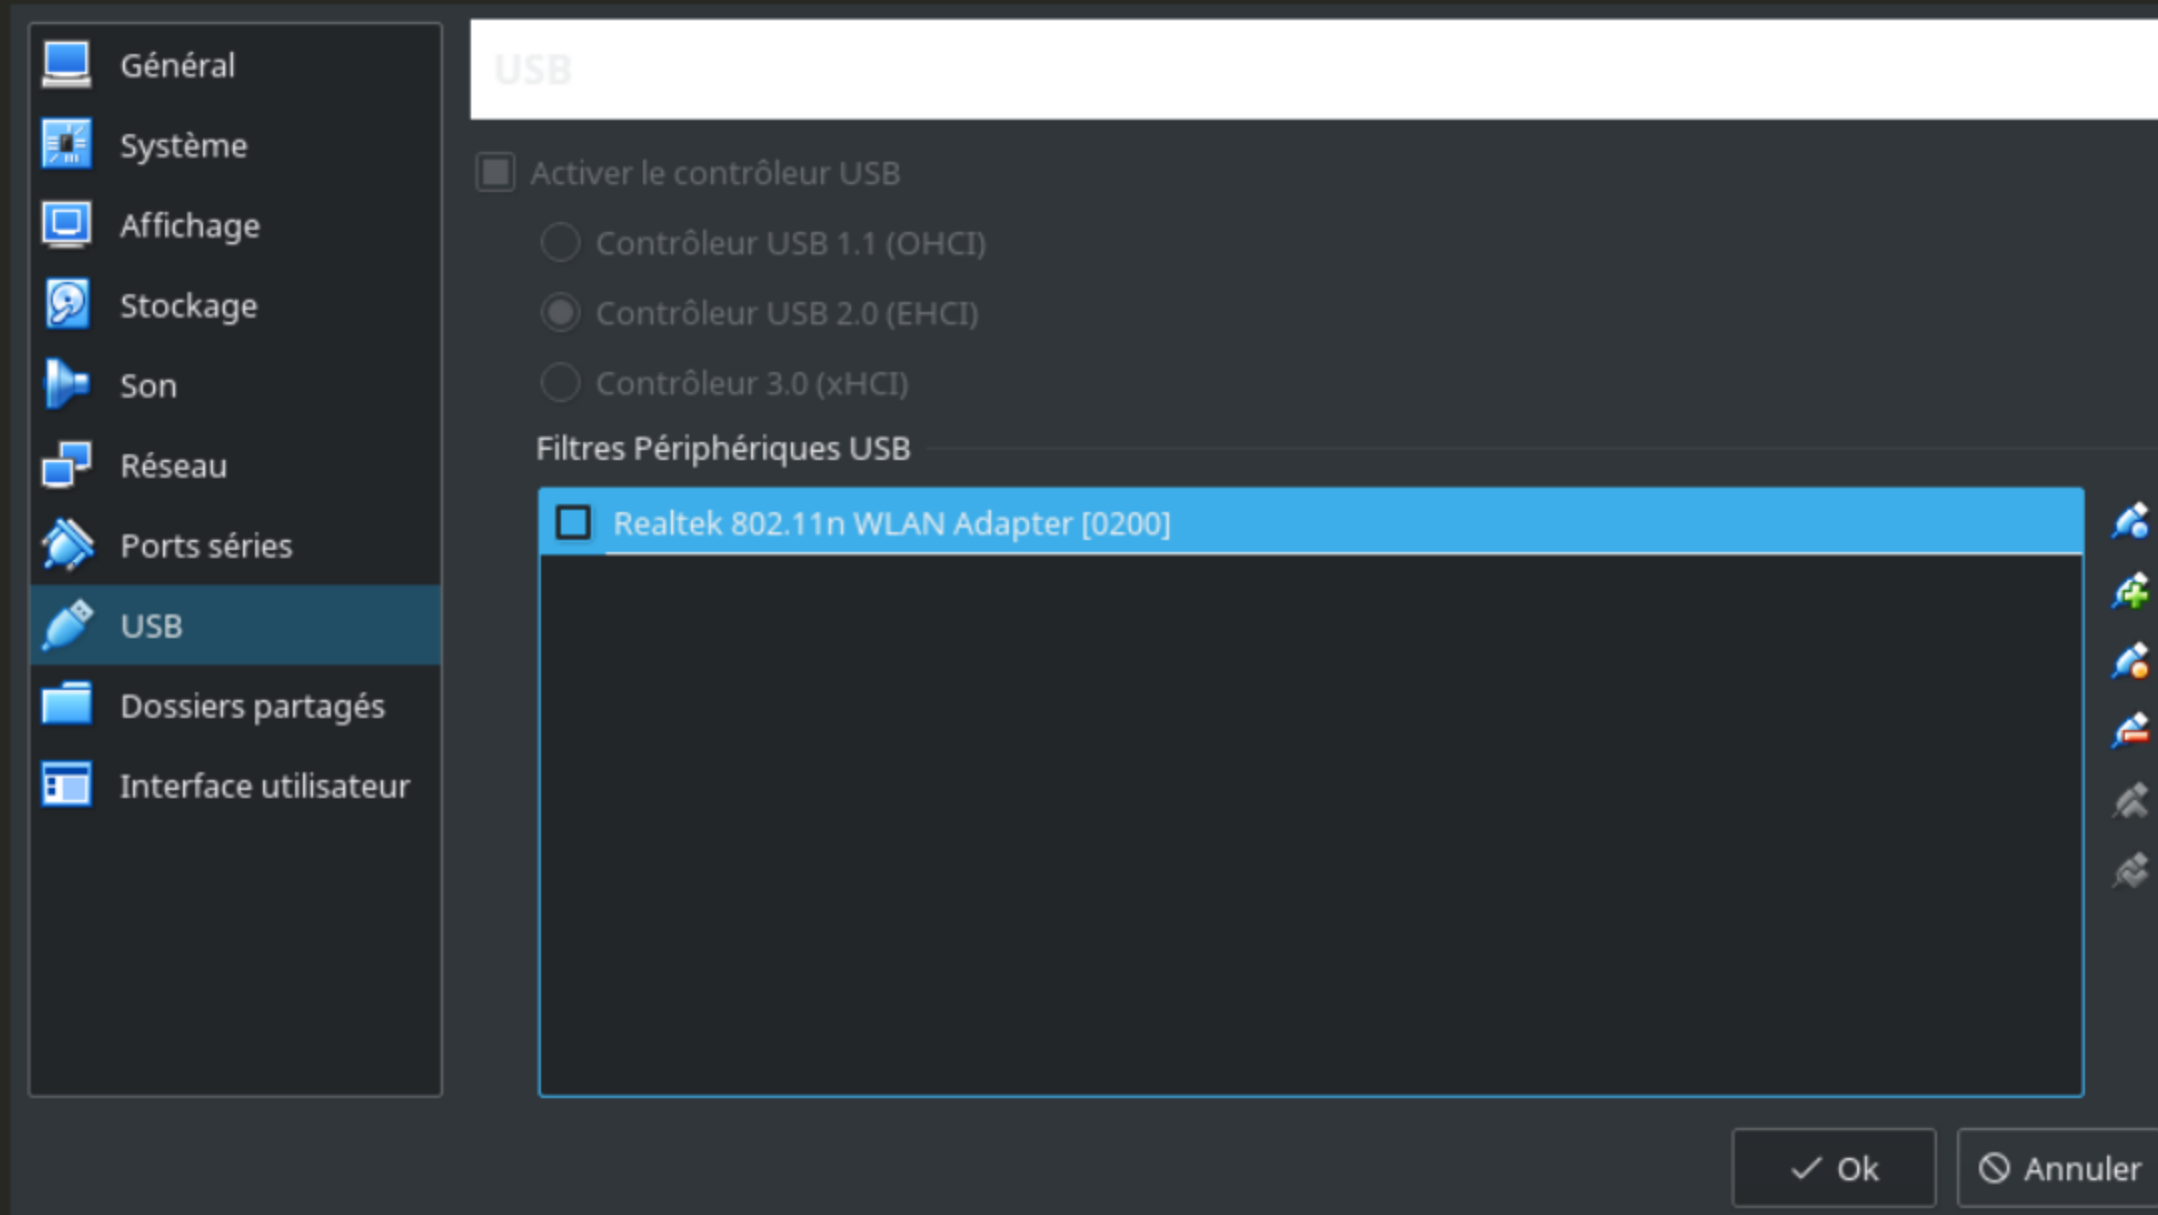 Général
Système
Affichage
Stockage
Son
Réseau
Ports séries
USB
Dossiers partagés
Interface utilisateur
USB
Activer le contrôleur USB
Contrôleur USB 1.1 (OHCI)
Contrôleur USB 2.0 (EHCI)
Contrôleur 3.0 (xHCI)
Filtres Périphériques USB
Realtek 802.11n WLAN Adapter [0200]
Ok
Annuler